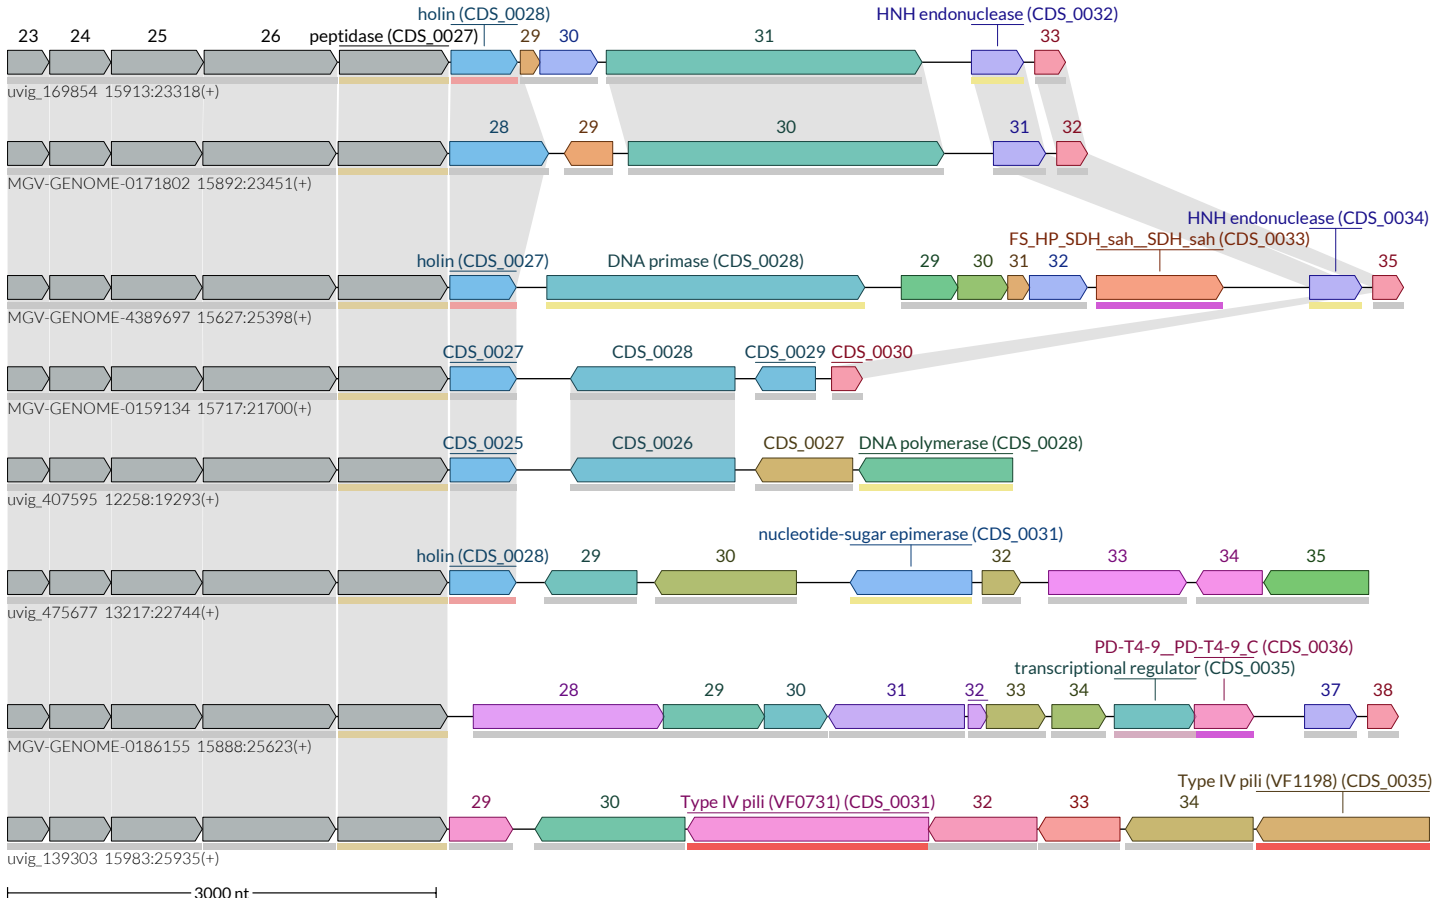 holin (CDS_0028) HNH endonuclease (CDS_0032)
23 24 25 26 peptidase (CDS_0027) 29 30 31 33
uvig_169854 15913:23318(+)
28 29 30 31 32
MGV-GENOME-0171802 15892:23451(+)
HNH endonuclease (CDS_0034)
FS_HP_SDH_sah__SDH_sah (CDS_0033)
holin (CDS_0027) DNA primase (CDS_0028) 29 30 31 32 35
MGV-GENOME-4389697 15627:25398(+)
CDS_0027 CDS_0028 CDS_0029 CDS_0030
MGV-GENOME-0159134 15717:21700(+)
CDS_0025 CDS_0026 CDS_0027 DNA polymerase (CDS_0028)
uvig_407595 12258:19293(+)
nucleotide-sugar epimerase (CDS_0031)
holin (CDS_0028) 29 30 32 33 34 35
uvig_475677 13217:22744(+)
PD-T4-9__PD-T4-9_C (CDS_0036)
transcriptional regulator (CDS_0035)
28 29 30 31 32 33 34 37 38
MGV-GENOME-0186155 15888:25623(+)
Type IV pili (VF1198) (CDS_0035)
29 30 Type IV pili (VF0731) (CDS_0031) 32 33 34
uvig_139303 15983:25935(+)
3000 nt